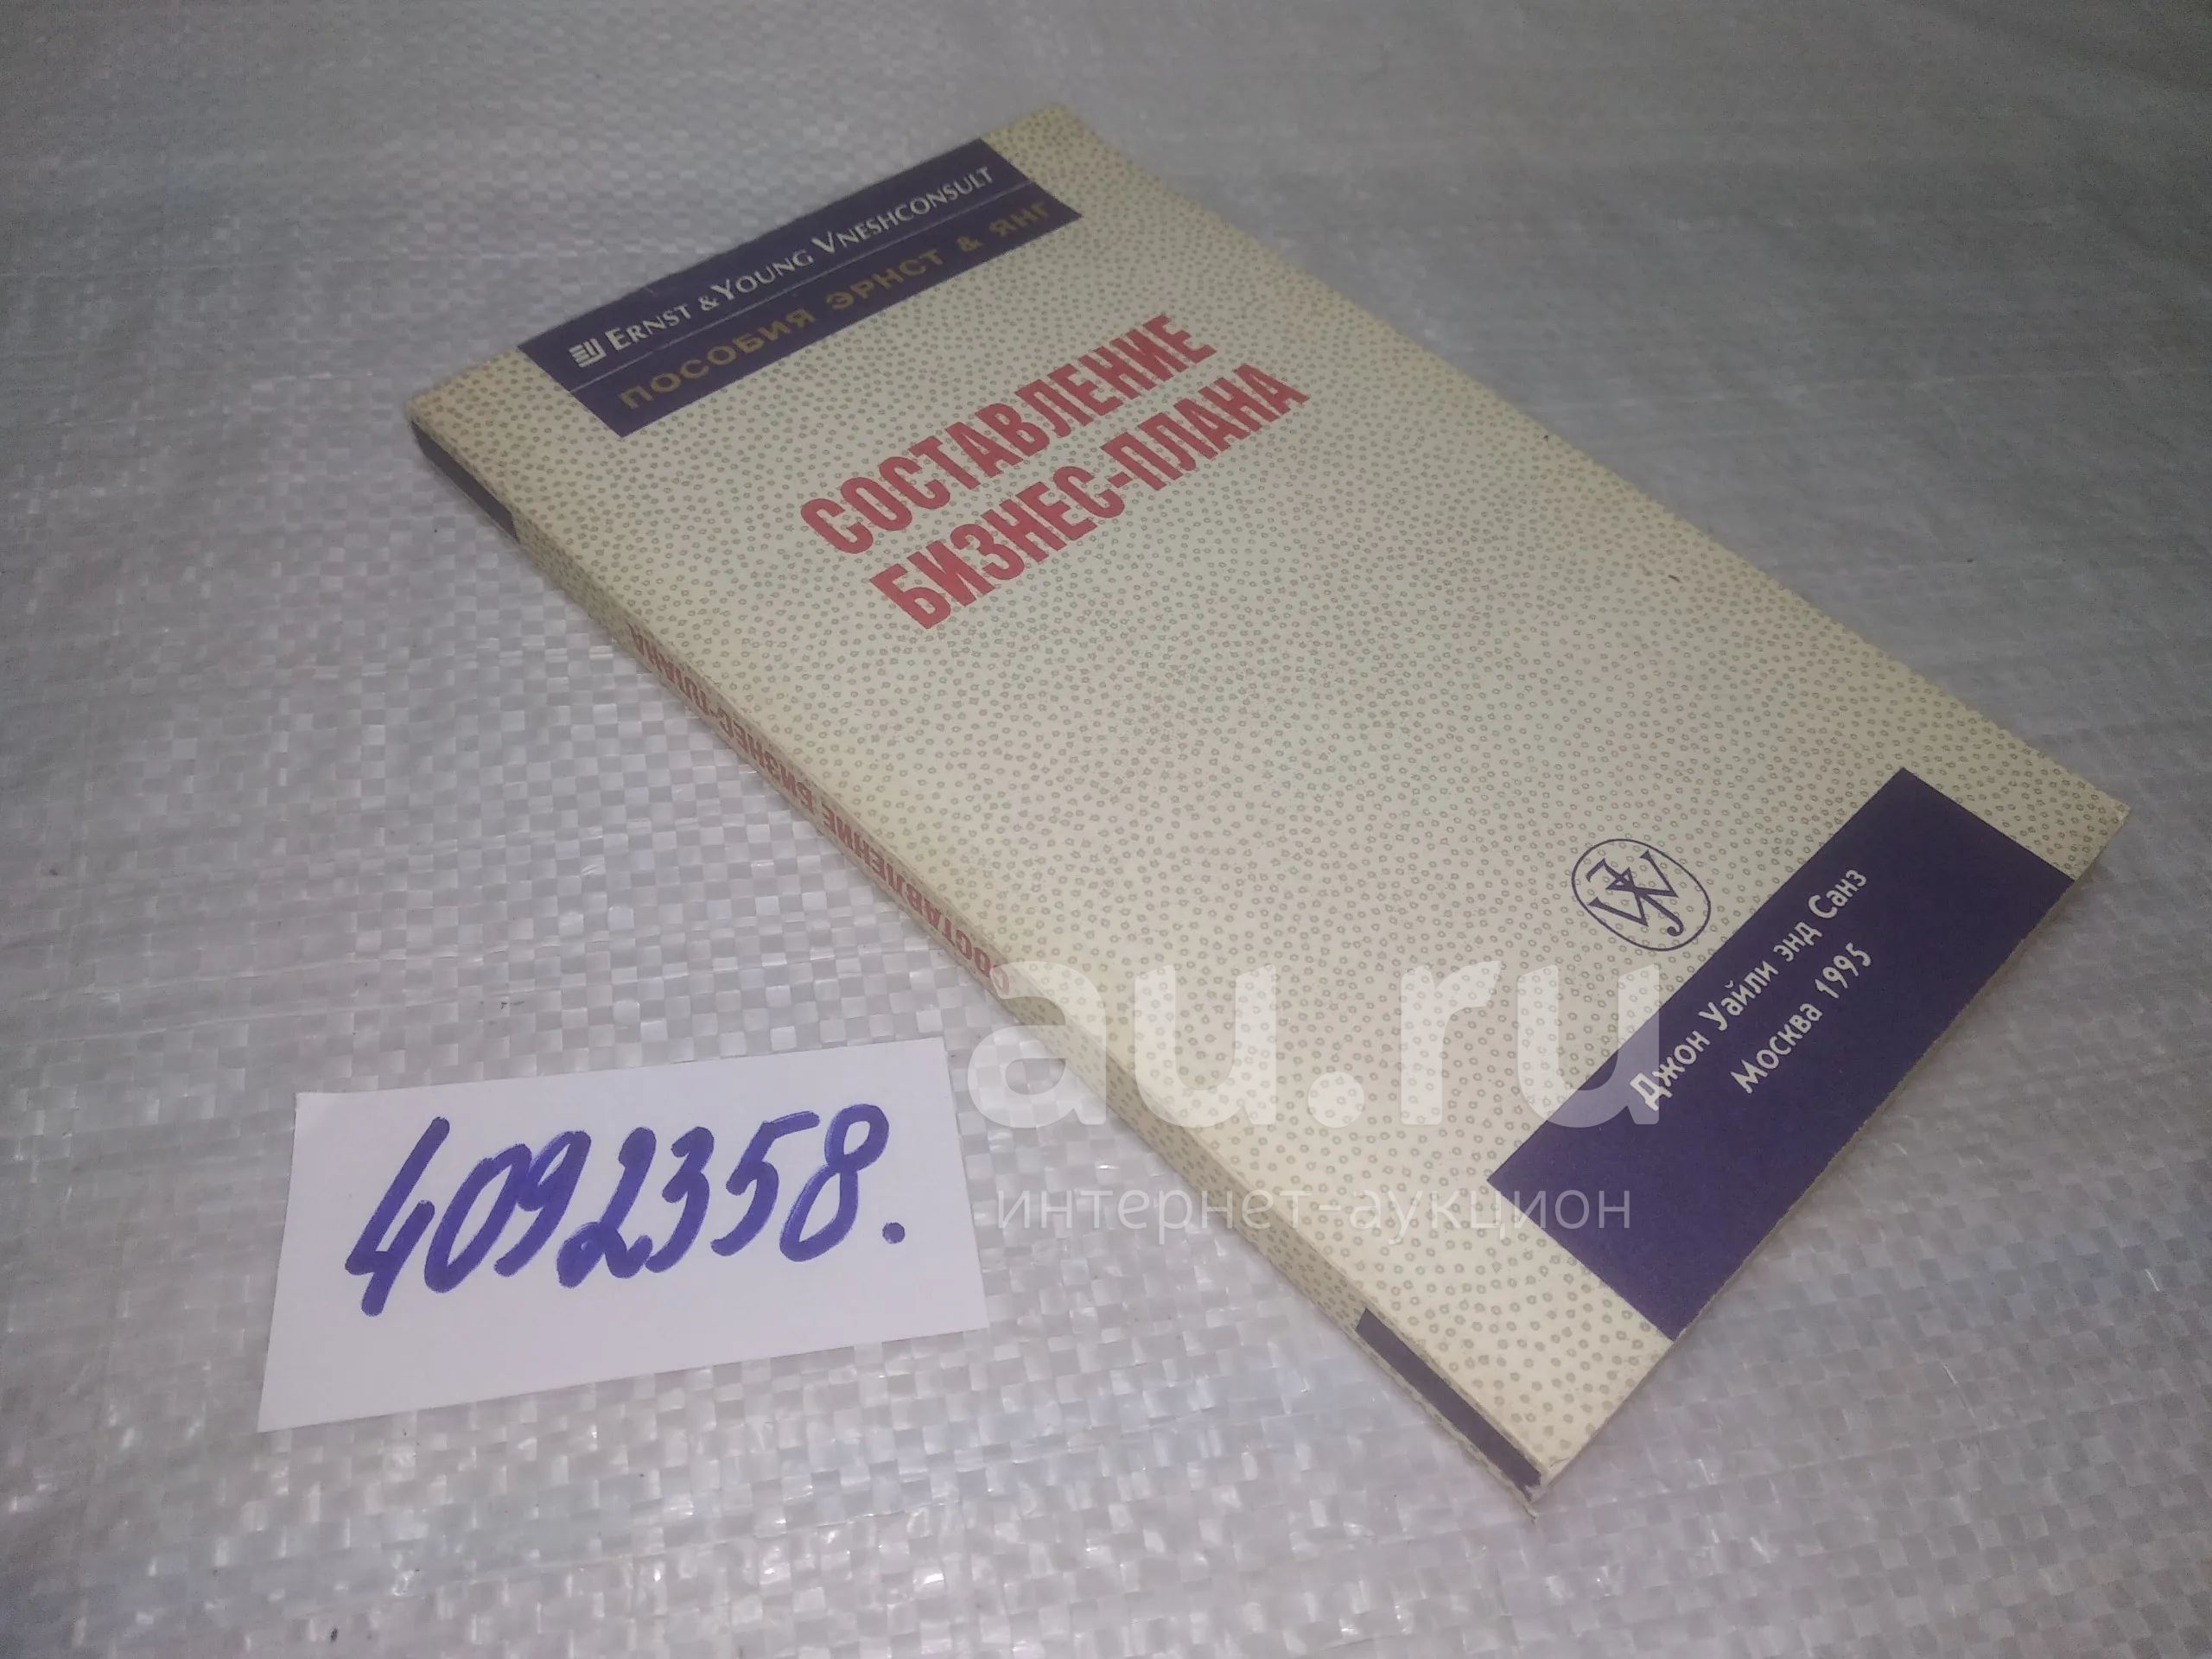 ERNST & YOUNG VNESHCONSULT
ПОСОБИЯ ЭРНСТ & ЯНГ
СОСТАВЛЕНИЕ
БИЗНЕС-ПЛАНА
СОСТАВЛЕНИЕ БИЗНЕС-ПЛАНА
Джон Уайли энд Санз
Москва 1995
4092358.
au.ru
интернет-аукцион